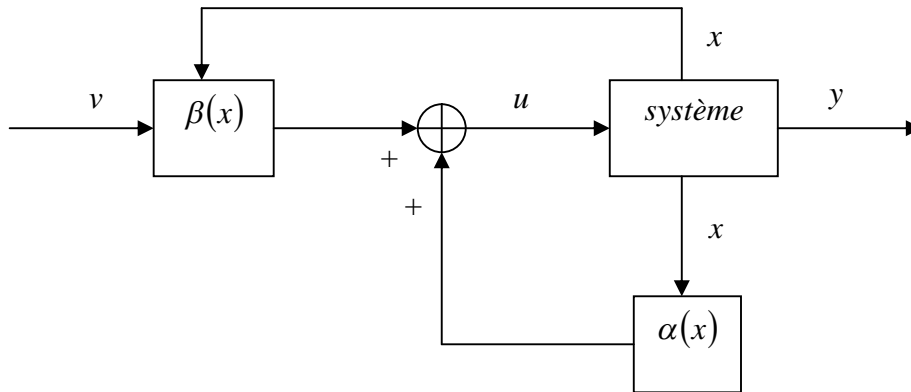 x
v
β(x)
u
système
y
+
+
x
α(x)